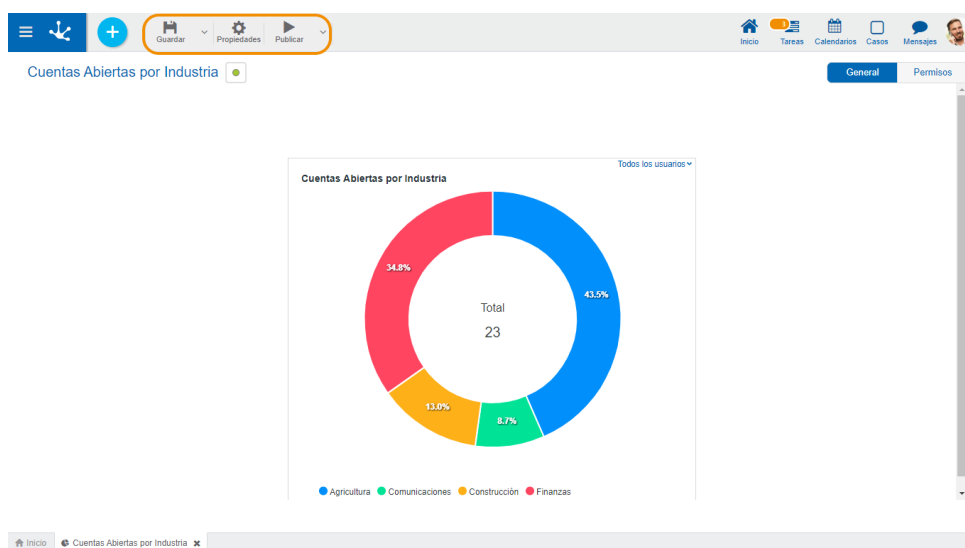 Guardar
Propiedades
Publicar
Inicio
Tareas
Calendarios
Casos
Mensajes
Cuentas Abiertas por Industria
General
Permisos
Todos los usuarios
Cuentas Abiertas por Industria
34.8%
43.5%
Total
23
13.0%
8.7%
Agricultura Comunicaciones Construcción Finanzas
Inicio
Cuentas Abiertas por Industria